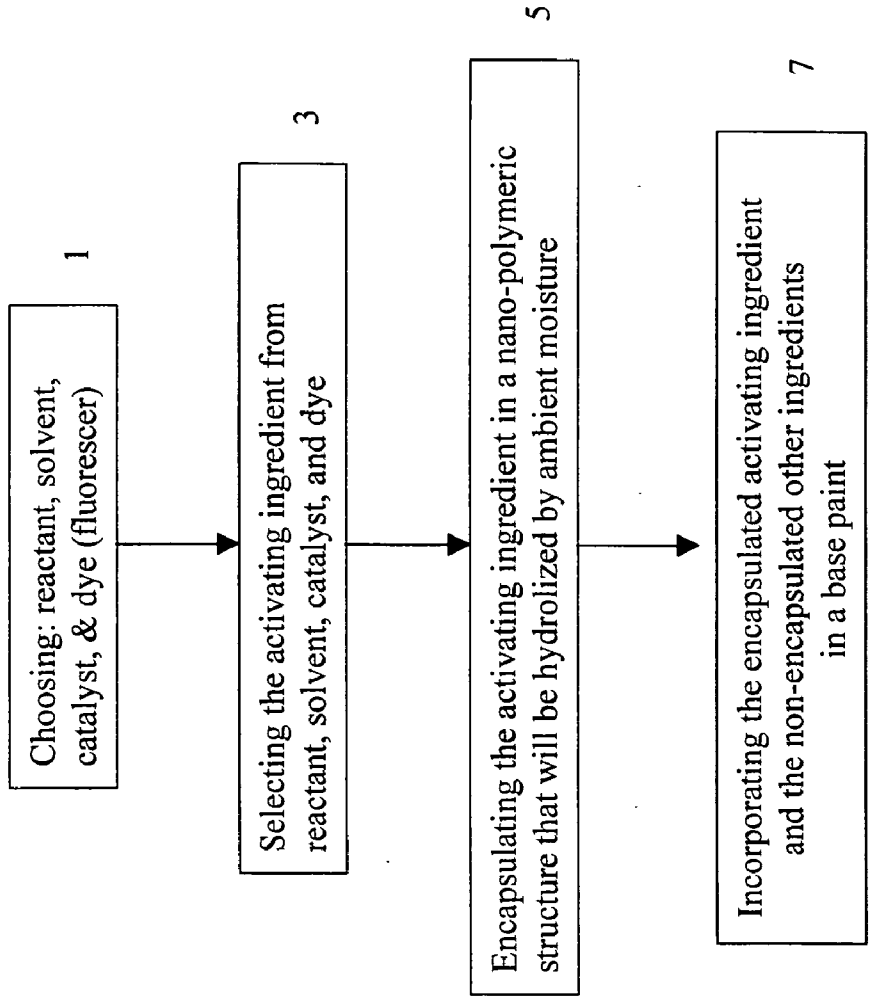 Choosing: reactant, solvent,
catalyst, & dye (fluorescer)
1
Selecting the activating ingredient from
reactant, solvent, catalyst, and dye
3
Encapsulating the activating ingredient in a nano-polymeric
structure that will be hydrolized by ambient moisture
5
Incorporating the encapsulated activating ingredient
and the non-encapsulated other ingredients
in a base paint
7